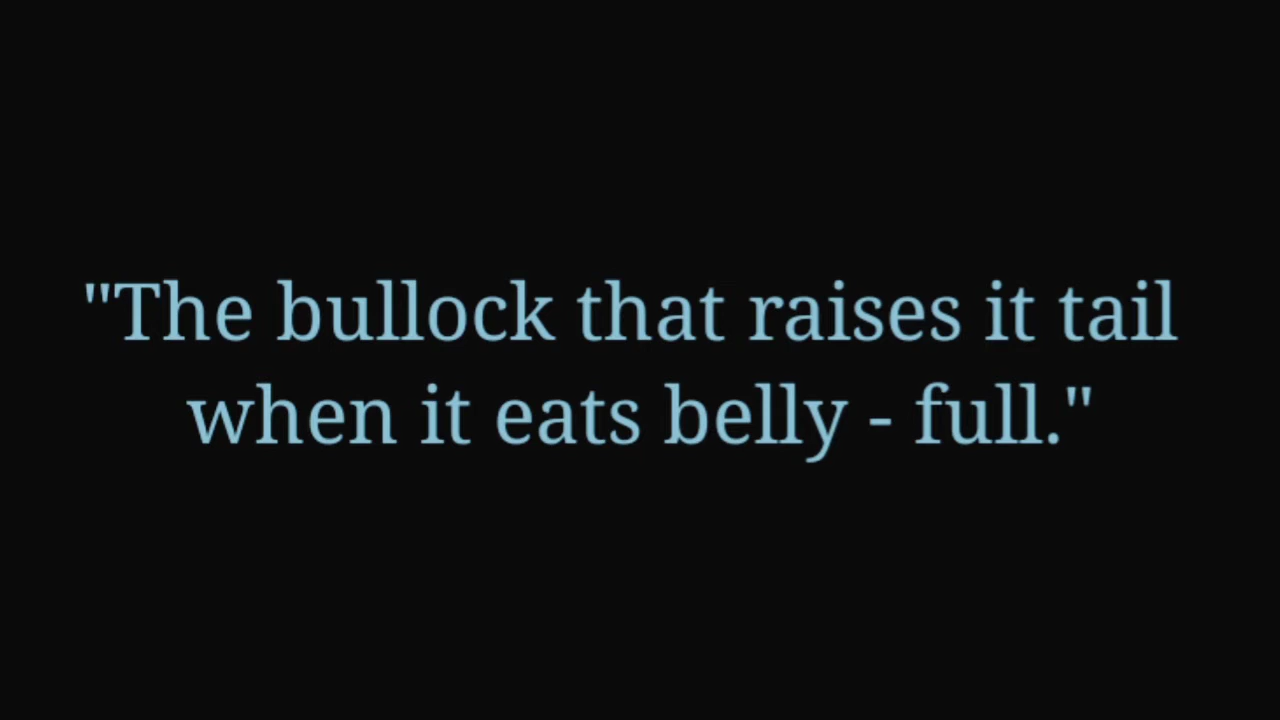 "The bullock that raises it tail
when it eats belly - full."